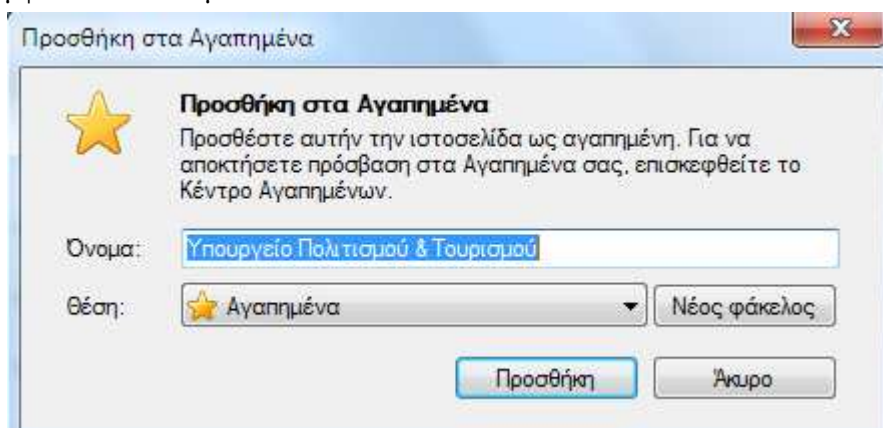 Προσθήκη στα Αγαπημένα
Προσθήκη στα Αγαπημένα
Προσθέστε αυτήν την ιστοσελίδα ως αγαπημένη. Για να
αποκτήσετε πρόσβαση στα Αγαπημένα σας, επισκεφθείτε το
Κέντρο Αγαπημένων.
Όνομα: Υπουργείο Πολιτισμού & Τουρισμού
Θέση: Αγαπημένα Νέος φάκελος
Προσθήκη Άκυρο